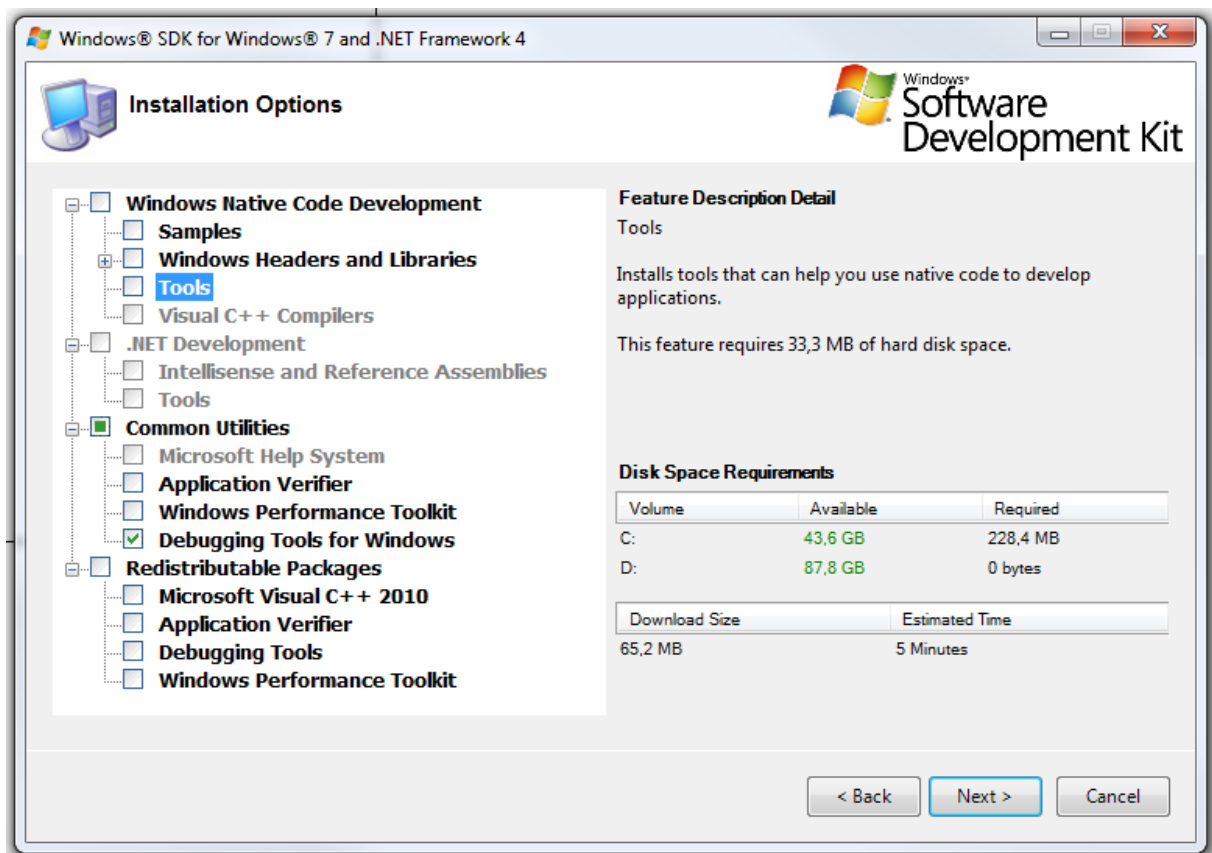 Windows® SDK for Windows® 7 and .NET Framework 4
Installation Options
Windows®
Software
Development Kit
Windows Native Code Development
Samples
Windows Headers and Libraries
Tools
Visual C++ Compilers
.NET Development
Intellisense and Reference Assemblies
Tools
Common Utilities
Microsoft Help System
Application Verifier
Windows Performance Toolkit
Debugging Tools for Windows
Redistributable Packages
Microsoft Visual C++ 2010
Application Verifier
Debugging Tools
Windows Performance Toolkit
Feature Description Detail
Tools
Installs tools that can help you use native code to develop
applications.
This feature requires 33,3 MB of hard disk space.
Disk Space Requirements
Volume Available Required
C: 43,6 GB 228,4 MB
D: 87,8 GB 0 bytes
Download Size Estimated Time
65,2 MB 5 Minutes
< Back Next > Cancel